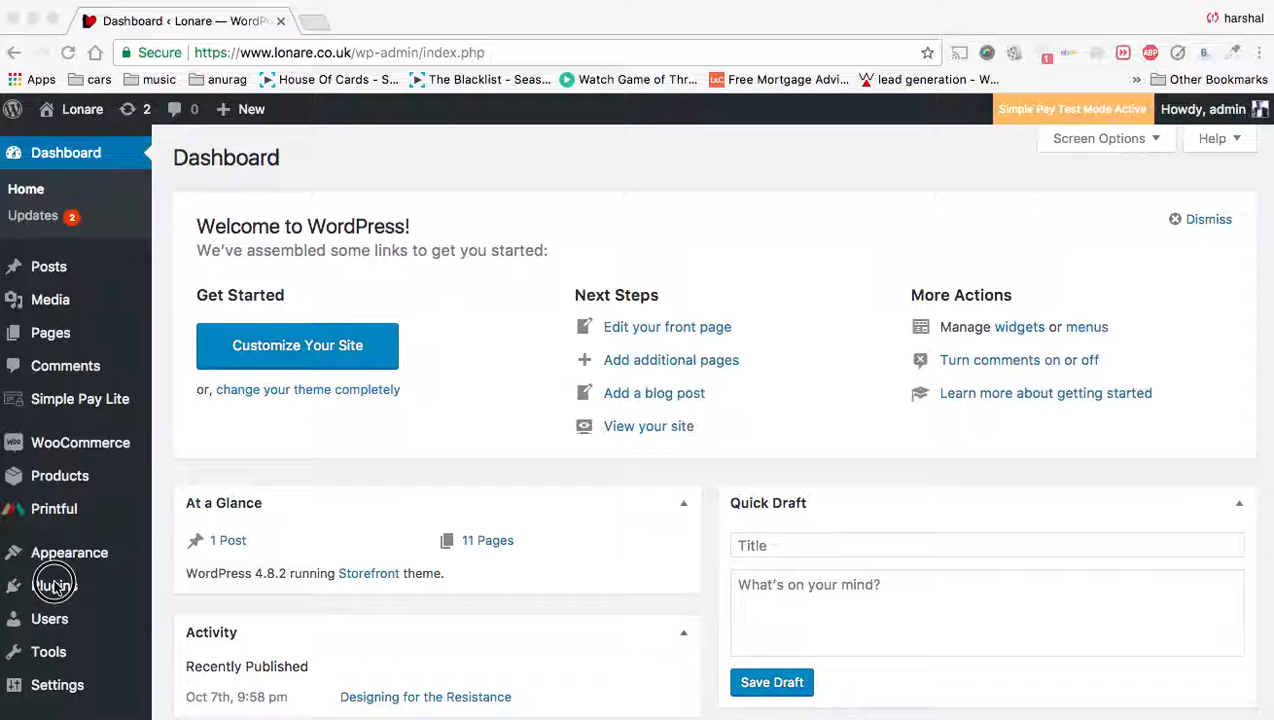 Dashboard ‹ Lonare — WordP
harshal
Secure https://www.lonare.co.uk/wp-admin/index.php
Apps cars music anurag House Of Cards - S... The Blacklist - Seas... Watch Game of Thr... Free Mortgage Advi... lead generation - W... » Other Bookmarks
Lonare 2 0 New Simple Pay Test Mode Active Howdy, admin
Dashboard
Home
Updates 2
Posts
Media
Pages
Comments
Simple Pay Lite
WooCommerce
Products
Printful
Appearance
Plugins
Users
Tools
Settings
Screen Options Help
Dashboard
Welcome to WordPress!
We've assembled some links to get you started:
Dismiss
Get Started
Customize Your Site
or, change your theme completely
Next Steps
Edit your front page
Add additional pages
Add a blog post
View your site
More Actions
Manage widgets or menus
Turn comments on or off
Learn more about getting started
At a Glance
1 Post 11 Pages
WordPress 4.8.2 running Storefront theme.
Activity
Recently Published
Oct 7th, 9:58 pm Designing for the Resistance
Quick Draft
Title
What's on your mind?
Save Draft